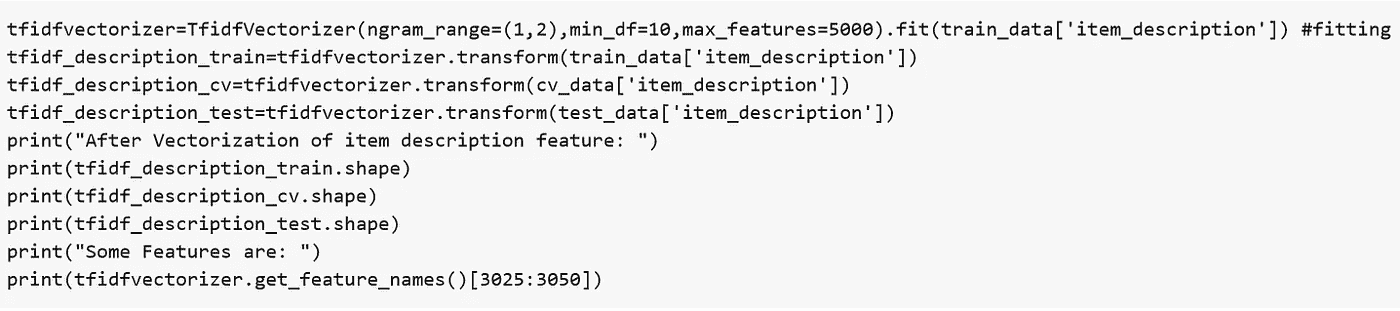 tfidfvectorizer=TfidfVectorizer(ngram_range=(1,2),min_df=10,max_features=5000).fit(train_data['item_description']) #fitting
tfidf_description_train=tfidfvectorizer.transform(train_data['item_description'])
tfidf_description_cv=tfidfvectorizer.transform(cv_data['item_description'])
tfidf_description_test=tfidfvectorizer.transform(test_data['item_description'])
print("After Vectorization of item description feature: ")
print(tfidf_description_train.shape)
print(tfidf_description_cv.shape)
print(tfidf_description_test.shape)
print("Some Features are: ")
print(tfidfvectorizer.get_feature_names()[3025:3050])